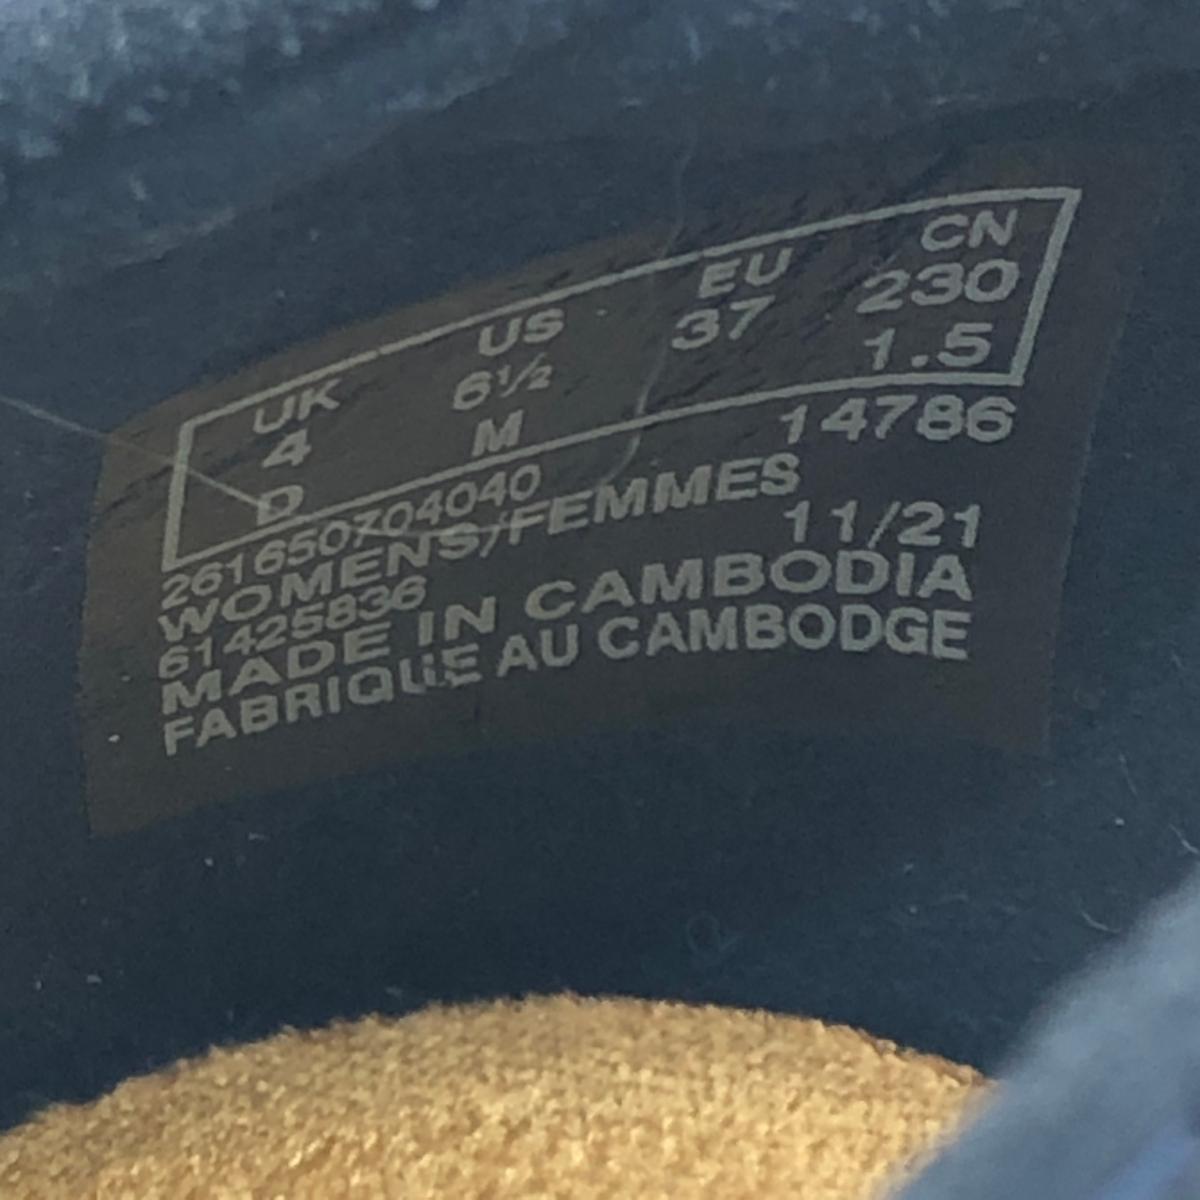 UK US EU CN
4 6½ 37 230
D M 1.5
261650704040 14786
WOMENS/FEMMES
61425836 11/21
MADE IN CAMBODIA
FABRIQUE AU CAMBODGE